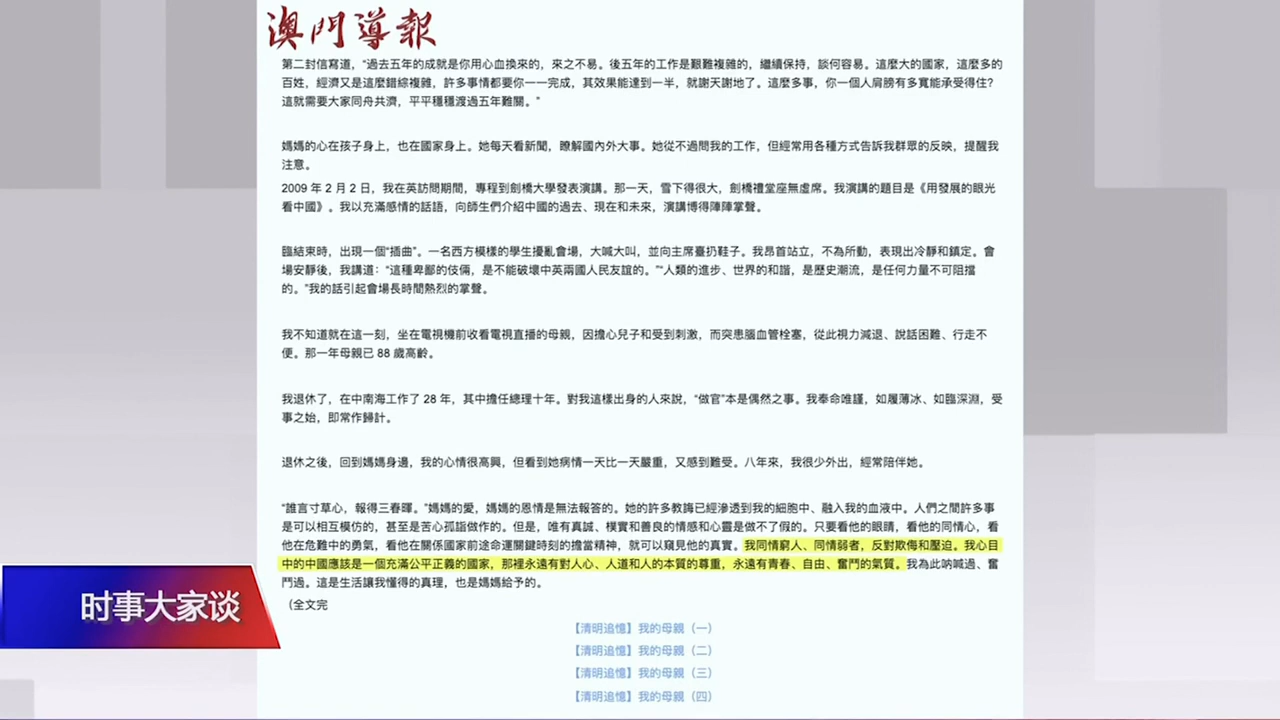 澳門導報
第二封信寫道，“過去五年的成就是你用心血換來的，來之不易。後五年的工作是艱難複雜的，繼續保持，談何容易。這麼大的國家，這麼多的
百姓，經濟又是這麼錯綜複雜，許多事情都要你一一完成，其效果能達到一半，就謝天謝地了。這麼多事，你一個人肩膀有多寬能承受得住？
這就需要大家同舟共濟，平平穩穩渡過五年難關。”
媽媽的心在孩子身上，也在國家身上。她每天看新聞，瞭解國內外大事。她從不過問我的工作，但經常用各種方式告訴我群眾的反映，提醒我
注意。
2009 年 2 月 2 日，我在英訪問期間，專程到劍橋大學發表演講。那一天，雪下得很大，劍橋禮堂座無虛席。我演講的題目是《用發展的眼光
看中國》。我以充滿感情的話語，向師生們介紹中國的過去、現在和未來，演講博得陣陣掌聲。
臨結束時，出現一個“插曲”。一名西方模樣的學生擾亂會場，大喊大叫，並向主席臺扔鞋子。我昂首站立，不為所動，表現出冷靜和鎮定。會
場安靜後，我講道：“這種卑鄙的伎倆，是不能破壞中英兩國人民友誼的。”“人類的進步、世界的和諧，是歷史潮流，是任何力量不可阻擋
的。”我的話引起會場長時間熱烈的掌聲。
我不知道就在這一刻，坐在電視機前收看電視直播的母親，因擔心兒子和受到刺激，而突患腦血管栓塞，從此視力減退、說話困難、行走不
便。那一年母親已 88 歲高齡。
我退休了，在中南海工作了 28 年，其中擔任總理十年。對我這樣出身的人來說，“做官”本是偶然之事。我奉命唯謹，如履薄冰、如臨深淵，受
事之始，即常作歸計。
退休之後，回到媽媽身邊，我的心情很高興，但看到她病情一天比一天嚴重，又感到難受。八年來，我很少外出，經常陪伴她。
“誰言寸草心，報得三春暉。”媽媽的愛，媽媽的恩情是無法報答的。她的許多教誨已經滲透到我的細胞中、融入我的血液中。人們之間許多事
是可以相互模仿的，甚至是苦心孤詣做作的。但是，唯有真誠、樸實和善良的情感和心靈是做不了假的。只要看他的眼睛，看他的同情心，看
他在危難中的勇氣，看他在關係國家前途命運關鍵時刻的擔當精神，就可以窺見他的真實。我同情窮人、同情弱者，反對欺侮和壓迫。我心目
中的中國應該是一個充滿公平正義的國家，那裡永遠有對人心、人道和人的本質的尊重，永遠有青春、自由、奮鬥的氣質。我為此吶喊過、奮
鬥過。這是生活讓我懂得的真理，也是媽媽給予的。
（全文完
【清明追憶】我的母親（一）
【清明追憶】我的母親（二）
【清明追憶】我的母親（三）
【清明追憶】我的母親（四）
时事大家谈